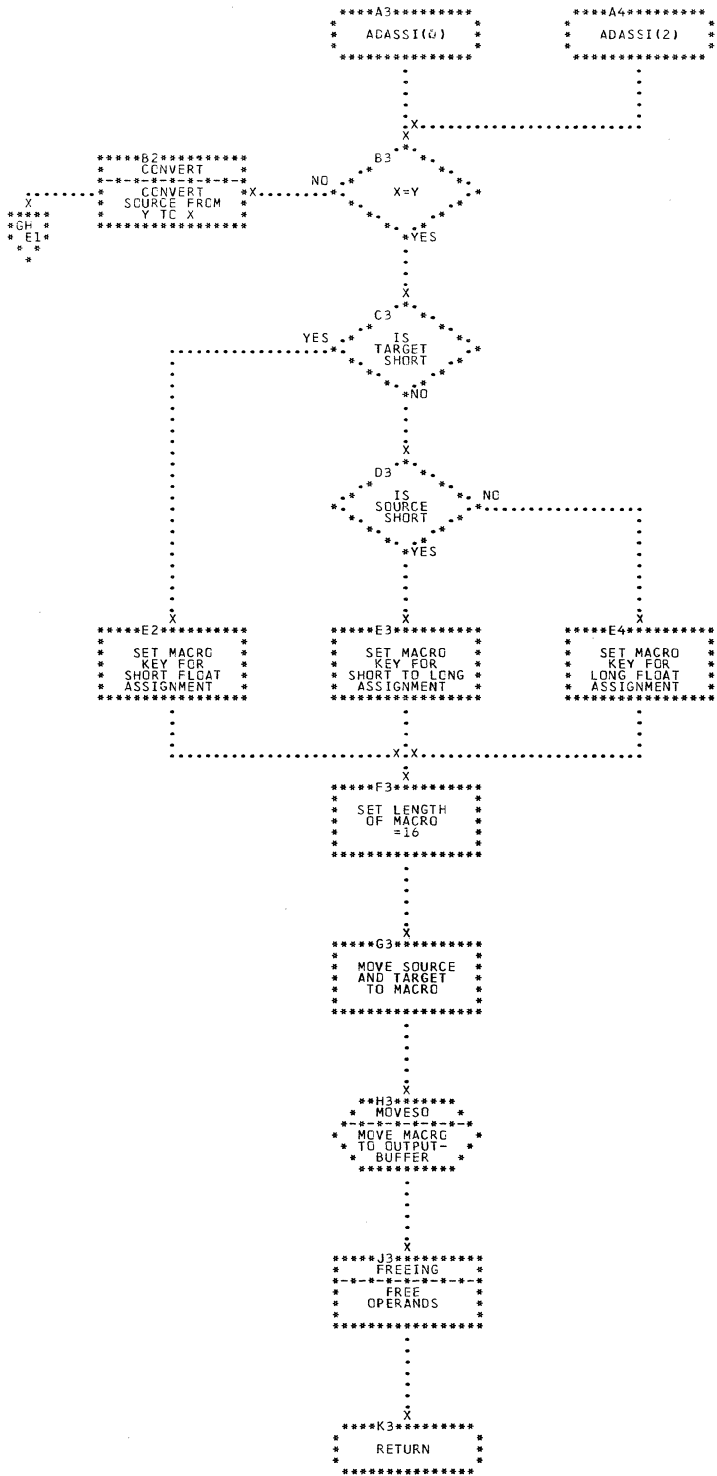 A3
ADASSI(0)
A4
ADASSI(2)
B2
CONVERT
CONVERT
SOURCE FROM
Y TO X
NO
B3
X=Y
YES
GH
E1
C3
IS
TARGET
SHORT
YES
NO
D3
IS
SOURCE
SHORT
NO
YES
E2
SET MACRO
KEY FOR
SHORT FLOAT
ASSIGNMENT
E3
SET MACRO
KEY FOR
SHORT TO LONG
ASSIGNMENT
E4
SET MACRO
KEY FOR
LONG FLOAT
ASSIGNMENT
F3
SET LENGTH
OF MACRO
=16
G3
MOVE SOURCE
AND TARGET
TO MACRO
H3
MOVESO
MOVE MACRO
TO OUTPUT-
BUFFER
J3
FREEING
FREE
OPERANDS
K3
RETURN